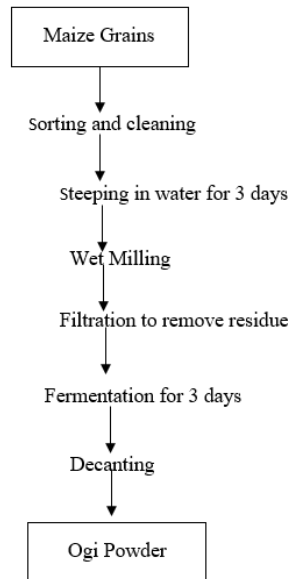 Maize Grains
Sorting and cleaning
Steeping in water for 3 days
Wet Milling
Filtration to remove residue
Fermentation for 3 days
Decanting
Ogi Powder